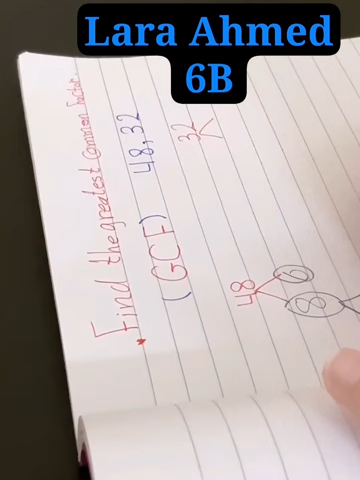 Lara Ahmed
6B
* Find the greatest Common Factor
(GCF) 48,32
32
48
6
8